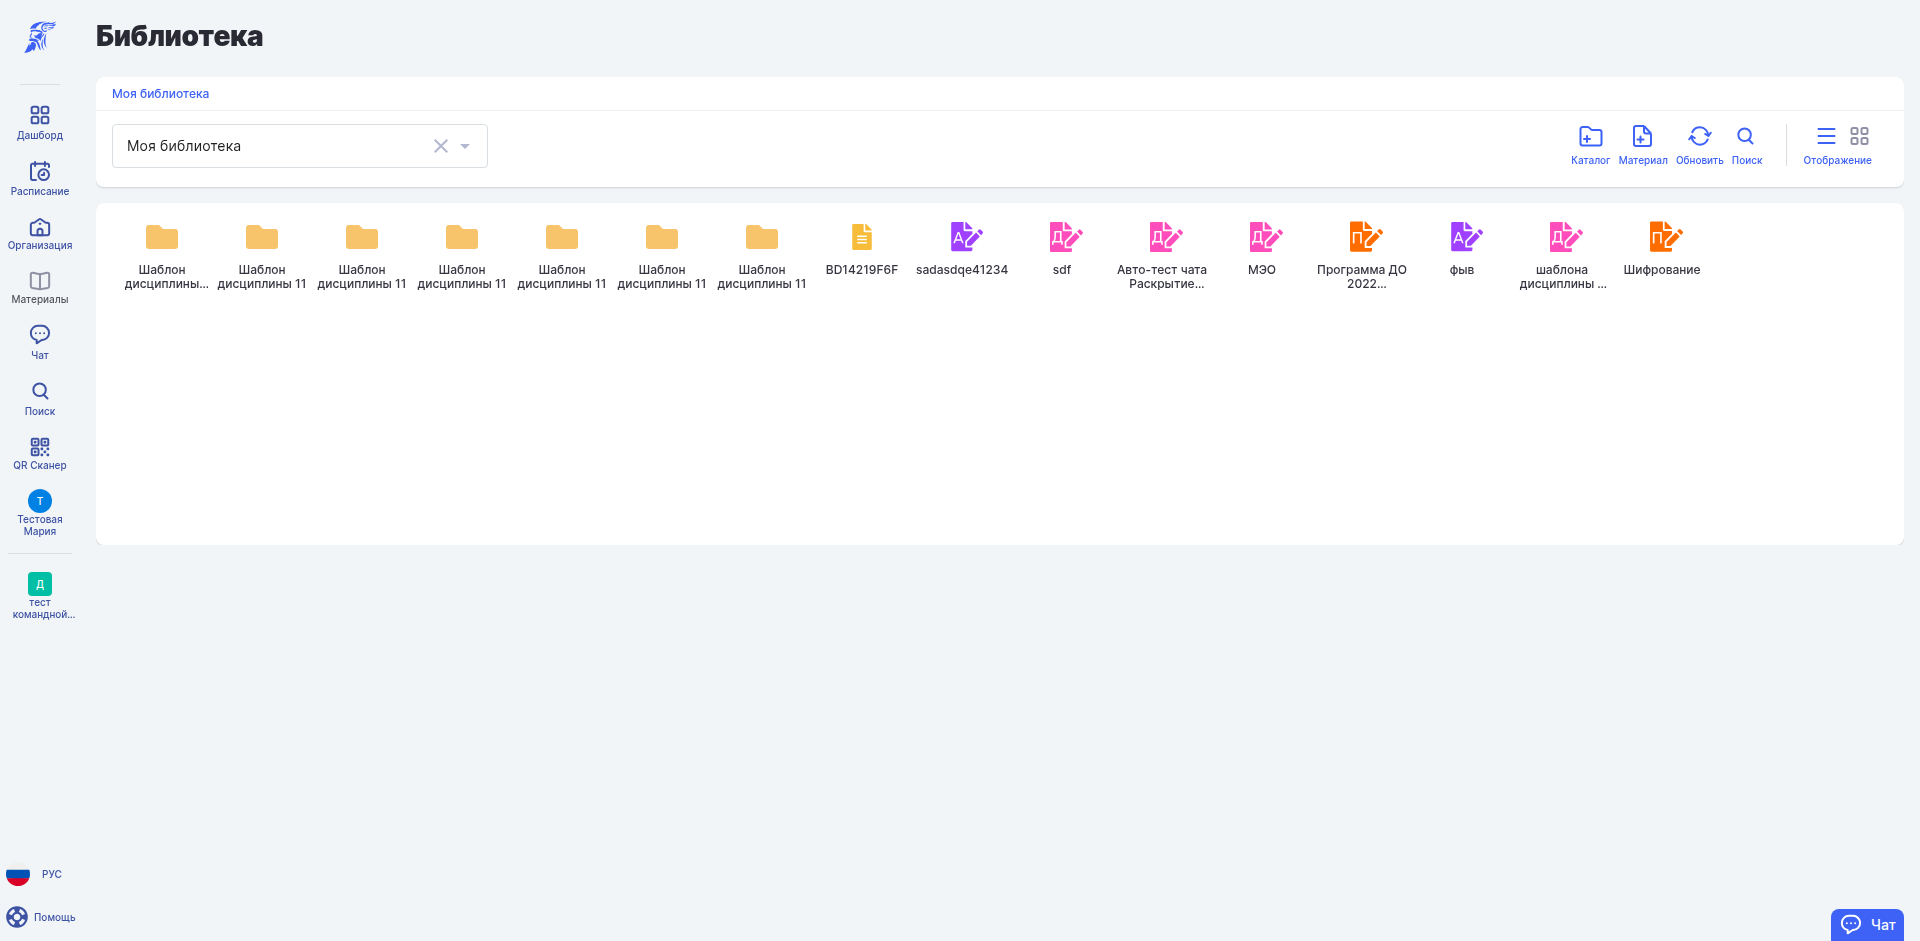 Библиотека
Моя библиотека
Моя библиотека
Каталог
Материал
Обновить
Поиск
Отображение
Дашборд
Расписание
Организация
Материалы
Чат
Поиск
QR Сканер
Т
Тестовая
Мария
Д
тест
командной...
РУС
Помощь
Шаблон
дисциплины...
Шаблон
дисциплины 11
Шаблон
дисциплины 11
Шаблон
дисциплины 11
Шаблон
дисциплины 11
Шаблон
дисциплины 11
Шаблон
дисциплины 11
BD14219F6F
А
sadasdqe41234
Д
sdf
Д
Авто-тест чата
Раскрытие...
Д
МЭО
П
Программа ДО
2022...
А
фыв
Д
шаблона
дисциплины ...
П
Шифрование
Чат